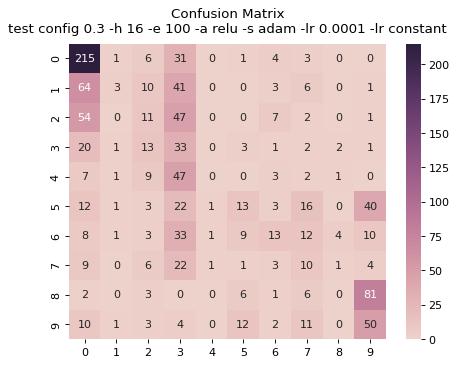 Confusion Matrix
test config 0.3 -h 16 -e 100 -a relu -s adam -lr 0.0001 -lr constant
0 215 1 6 31 0 1 4 3 0 0
1 64 3 10 41 0 0 3 6 0 1
2 54 0 11 47 0 0 7 2 0 1
3 20 1 13 33 0 3 1 2 2 1
4 7 1 9 47 0 0 3 2 1 0
5 12 1 3 22 1 13 3 16 0 40
6 8 1 3 33 1 9 13 12 4 10
7 9 0 6 22 1 1 3 10 1 4
8 2 0 3 0 0 6 1 6 0 81
9 10 1 3 4 0 12 2 11 0 50
0 1 2 3 4 5 6 7 8 9
200
175
150
125
100
75
50
25
0